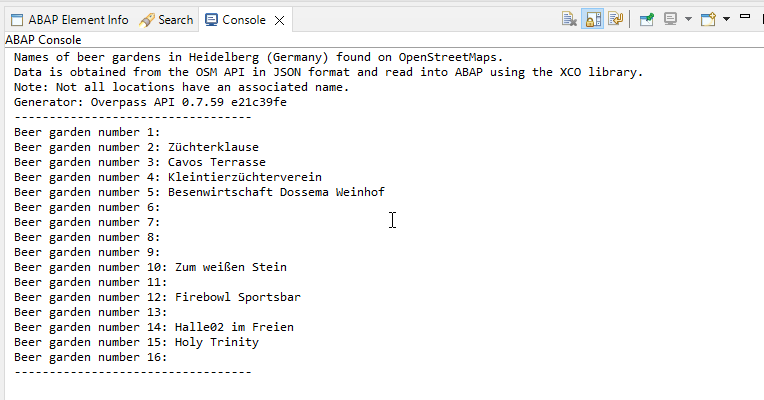 ABAP Element Info Search Console
ABAP Console
Names of beer gardens in Heidelberg (Germany) found on OpenStreetMaps.
Data is obtained from the OSM API in JSON format and read into ABAP using the XCO library.
Note: Not all locations have an associated name.
Generator: Overpass API 0.7.59 e21c39fe
----------------------------------
Beer garden number 1:
Beer garden number 2: Züchterklause
Beer garden number 3: Cavos Terrasse
Beer garden number 4: Kleintierzüchterverein
Beer garden number 5: Besenwirtschaft Dossema Weinhof
Beer garden number 6:
Beer garden number 7:
Beer garden number 8:
Beer garden number 9:
Beer garden number 10: Zum weißen Stein
Beer garden number 11:
Beer garden number 12: Firebowl Sportsbar
Beer garden number 13:
Beer garden number 14: Halle02 im Freien
Beer garden number 15: Holy Trinity
Beer garden number 16:
----------------------------------